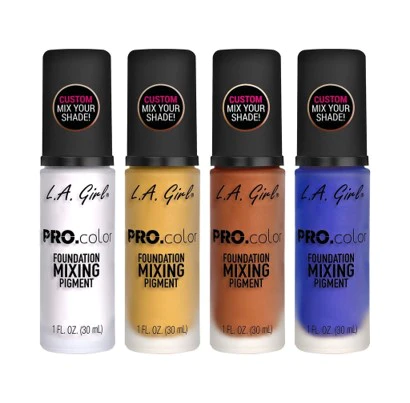 CUSTOM
MIX YOUR
SHADE!
L.A. Girl
PRO.color
FOUNDATION
MIXING
PIGMENT
1 FL. OZ. (30 mL)
CUSTOM
MIX YOUR
SHADE!
L.A. Girl
PRO.color
FOUNDATION
MIXING
PIGMENT
1 FL. OZ. (30 mL)
CUSTOM
MIX YOUR
SHADE!
L.A. Girl
PRO.color
FOUNDATION
MIXING
PIGMENT
1 FL. OZ. (30 mL)
CUSTOM
MIX YOUR
SHADE!
L.A. Girl
PRO.color
FOUNDATION
MIXING
PIGMENT
1 FL. OZ. (30 mL)